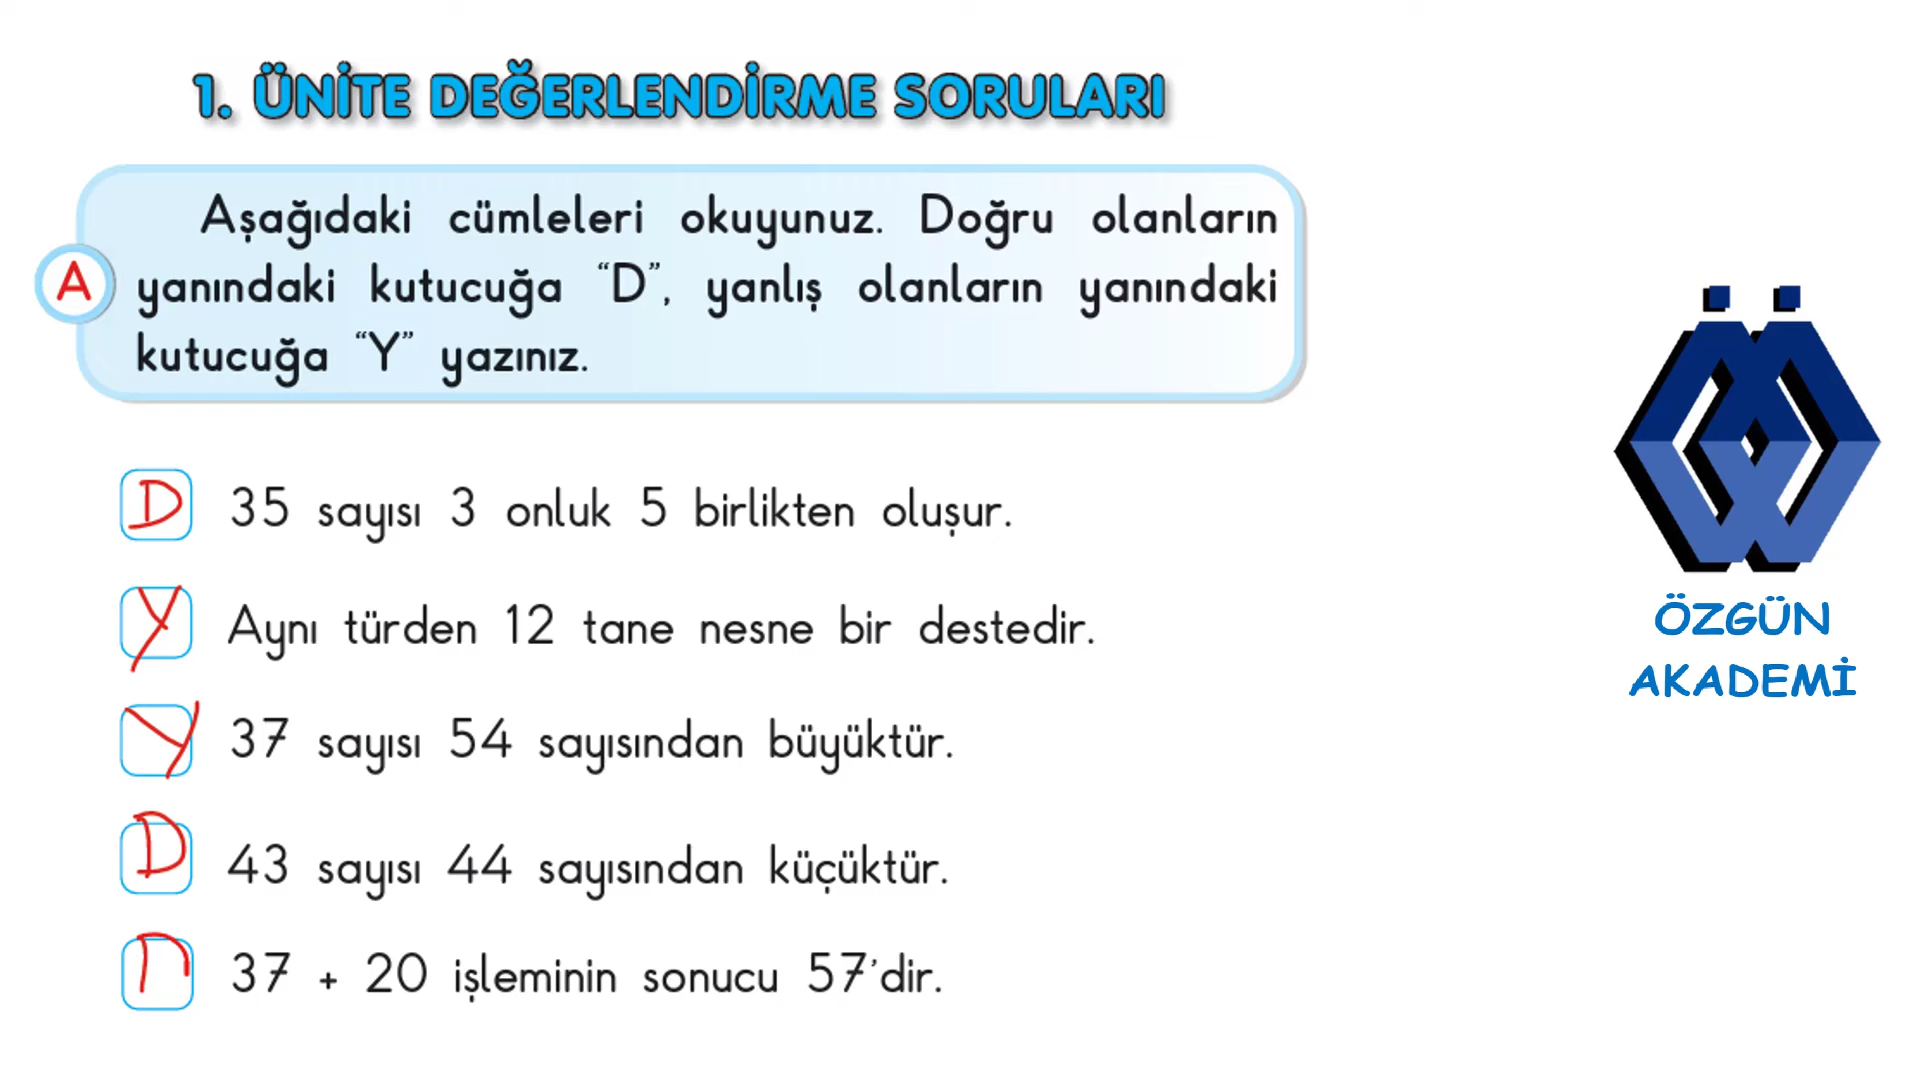 1. ÜNİTE DEĞERLENDİRME SORULARI
Aşağıdaki cümleleri okuyunuz. Doğru olanların
A yanındaki kutucuğa “D”, yanlış olanların yanındaki
kutucuğa “Y” yazınız.
D 35 sayısı 3 onluk 5 birlikten oluşur.
Y Aynı türden 12 tane nesne bir destedir.
Y 37 sayısı 54 sayısından büyüktür.
D 43 sayısı 44 sayısından küçüktür.
37 + 20 işleminin sonucu 57’dir.
ÖZGÜN
AKADEMİ